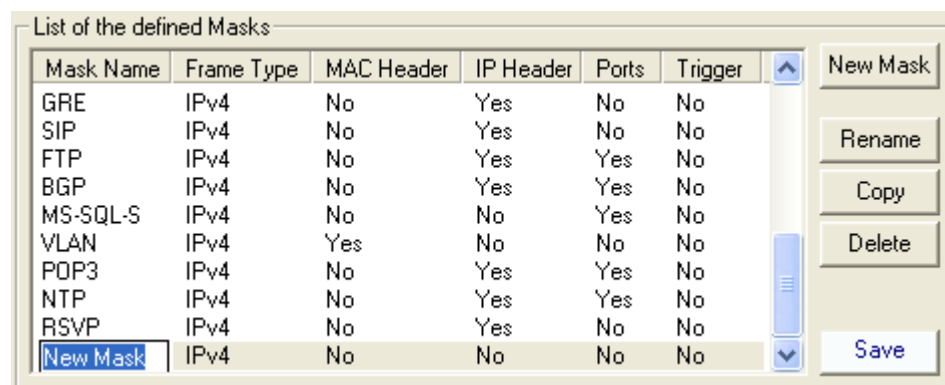 List of the defined Masks
Mask Name Frame Type MAC Header IP Header Ports Trigger New Mask
GRE IPv4 No Yes No No
SIP IPv4 No Yes No No
Rename
FTP IPv4 No Yes Yes No
BGP IPv4 No Yes Yes No
Copy
MS-SQL-S IPv4 No No Yes No
VLAN IPv4 Yes No No No Delete
POP3 IPv4 No Yes Yes No
NTP IPv4 No Yes Yes No
RSVP IPv4 No Yes No No
New Mask IPv4 No No No No Save